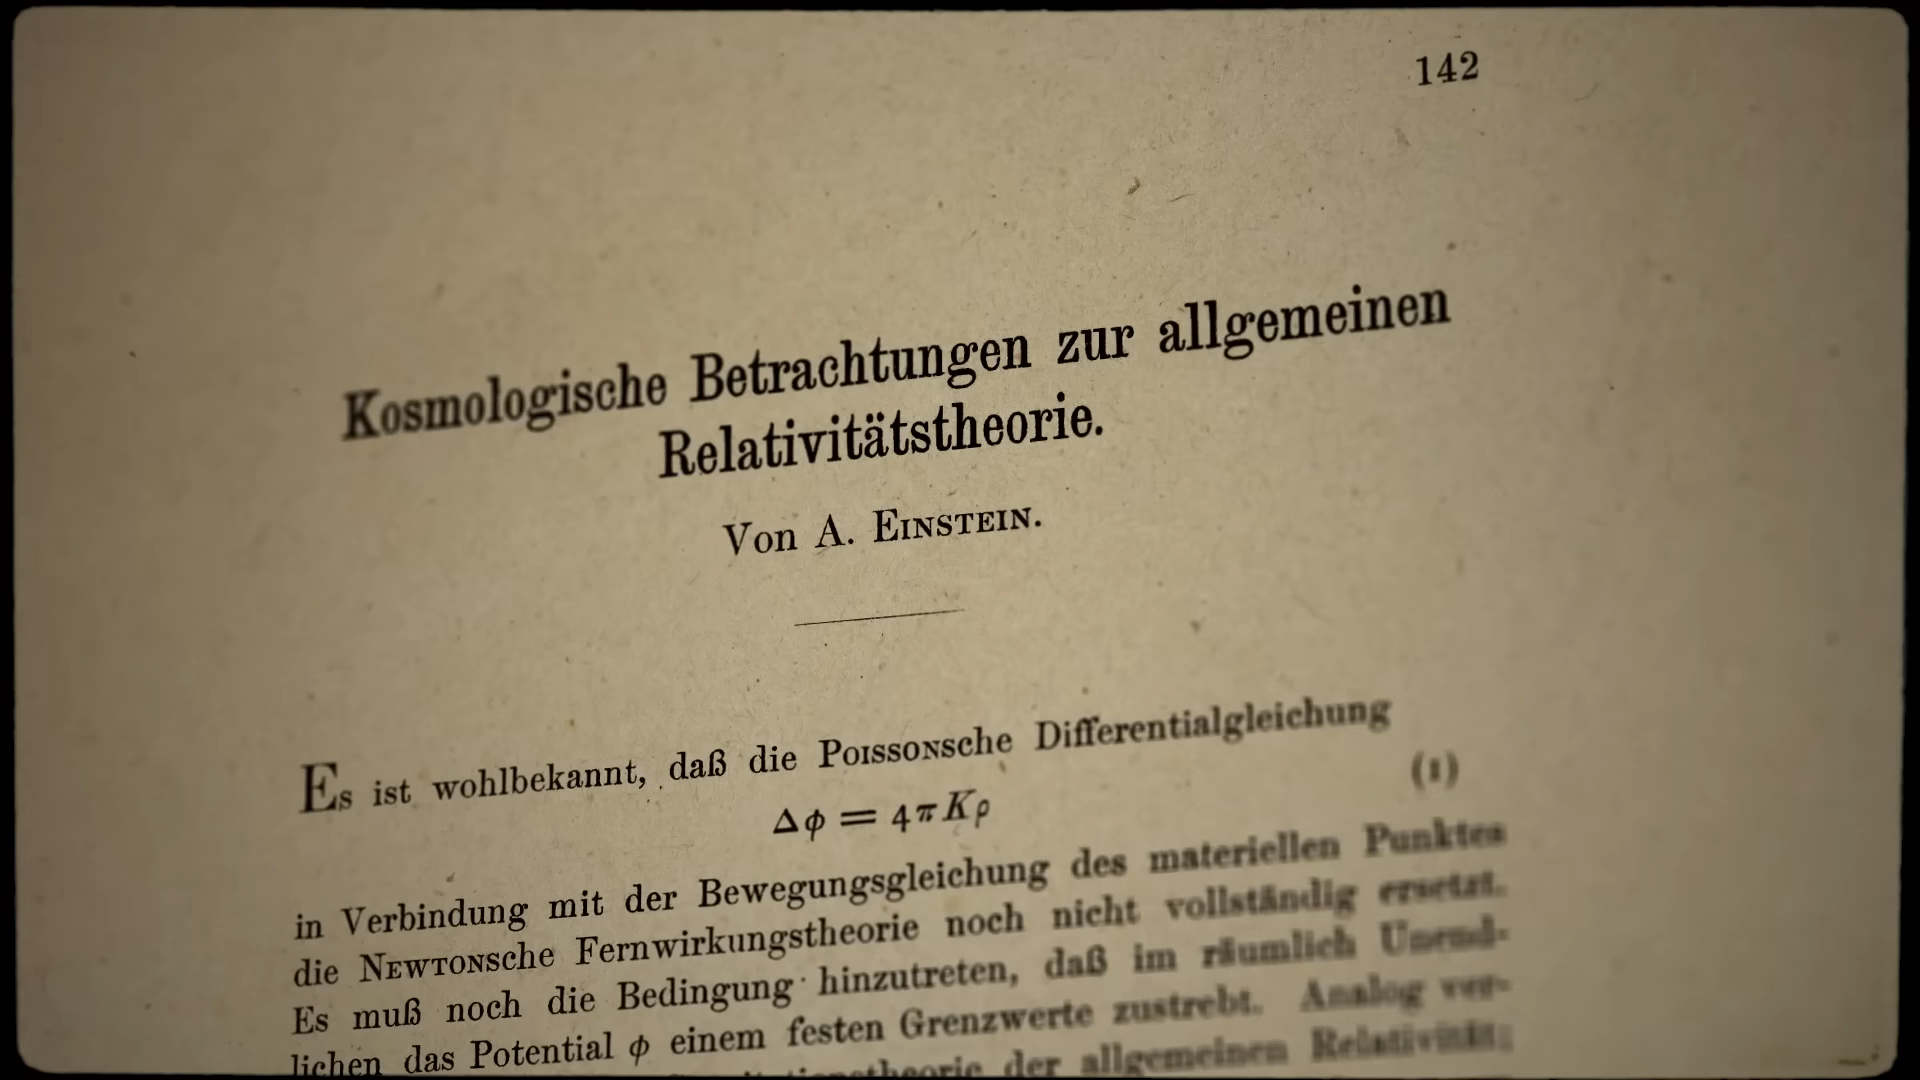 142
Kosmologische Betrachtungen zur allgemeinen
Relativitätstheorie.
Von A. EINSTEIN.
Es ist wohlbekannt, daß die POISSONsche Differentialgleichung
Δϕ = 4πKρ (1)
in Verbindung mit der Bewegungsgleichung des materiellen Punktes
die NEWTONsche Fernwirkungstheorie noch nicht vollständig ersetzt.
Es muß noch die Bedingung hinzutreten, daß im räumlich Unend-
lichen das Potential ϕ einem festen Grenzwerte zustrebt. Analog ver-
der allgemeinen